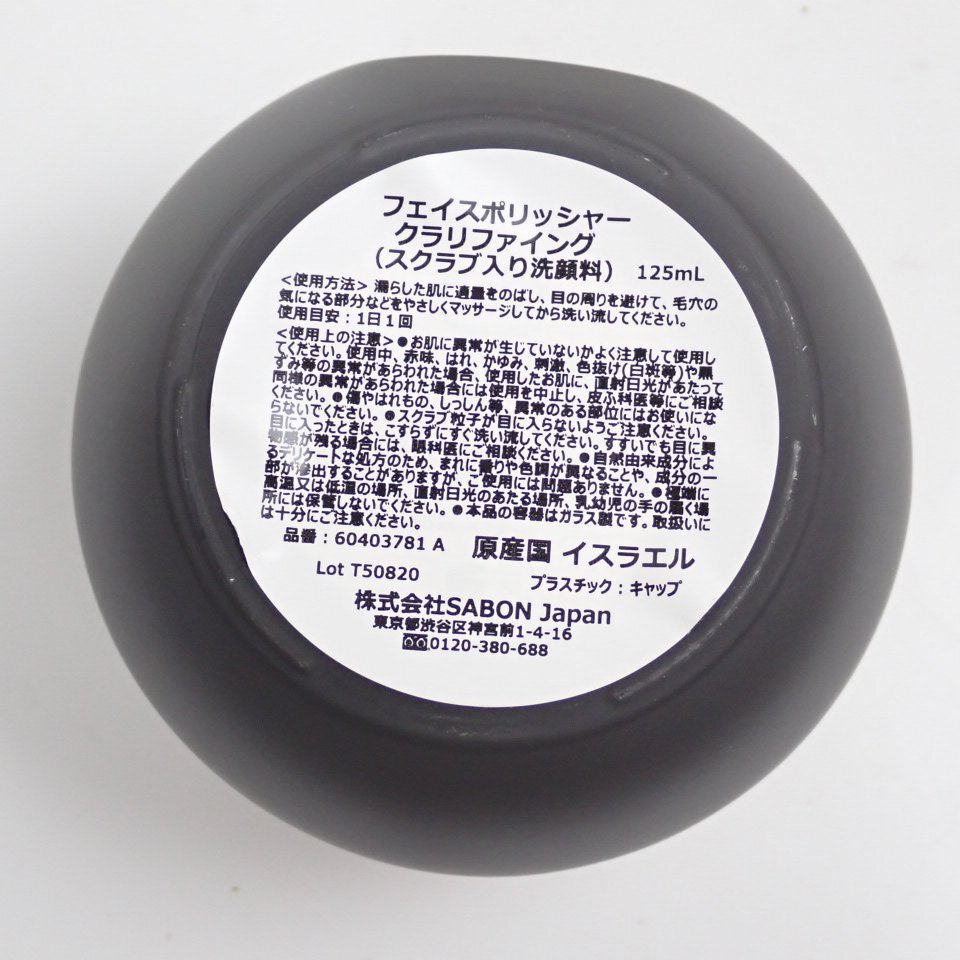 フェイスポリッシャー
クラリファイング
（スクラブ入り洗顔料） 125mL
＜使用方法＞濡らした肌に適量をのばし、目の周りを避けて、毛穴の
気になる部分などをやさしくマッサージしてから洗い流してください。
使用目安：1日1回
＜使用上の注意＞●お肌に異常が生じていないかよく注意して使用し
てください。使用中、赤味、はれ、かゆみ、刺激、色抜け(白斑等)や黒
ずみ等の異常があらわれた場合、使用したお肌に、直射日光があたって
同様の異常があらわれた場合には使用を中止し、皮ふ科医等にご相談
ください。●傷やはれもの、しっしん等、異常のある部位にはお使いにな
らないでください。●スクラブ粒子が目に入らないようご注意ください。
目に入ったときは、こすらずにすぐ洗い流してください。すすいでも目に異
物感が残る場合には、眼科医にご相談ください。●自然由来成分によ
るデリケートな処方のため、まれに香りや色調が異なることや、成分の一
部が滲出することがありますが、ご使用には問題ありません。●極端に
高温又は低温の場所、直射日光のあたる場所、乳幼児の手の届く場
所には保管しないでください。●本品の容器はガラス製です。取扱いに
は十分にご注意ください。
品番：60403781 A 原産国 イスラエル
Lot T50820 プラスチック：キャップ
株式会社SABON Japan
東京都渋谷区神宮前1-4-16
0120-380-688